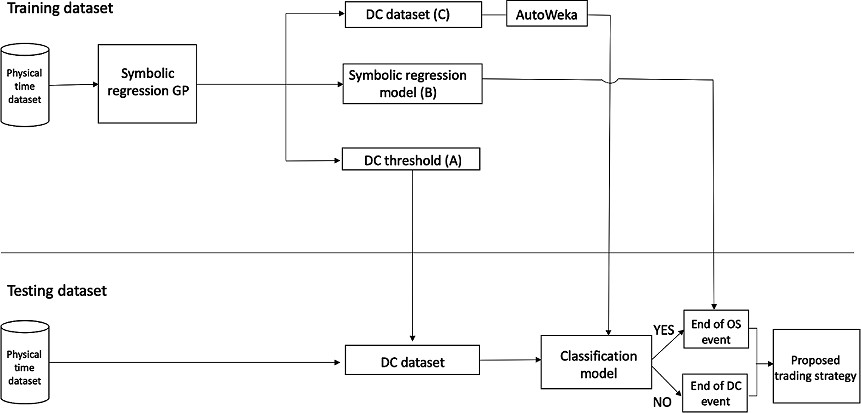 Training dataset
DC dataset (C)
AutoWeka
Physical
time
dataset
Symbolic
regression GP
Symbolic regression
model (B)
DC threshold (A)
Testing dataset
Physical
time
dataset
DC dataset
Classification
model
YES
NO
End of OS
event
End of DC
event
Proposed
trading strategy